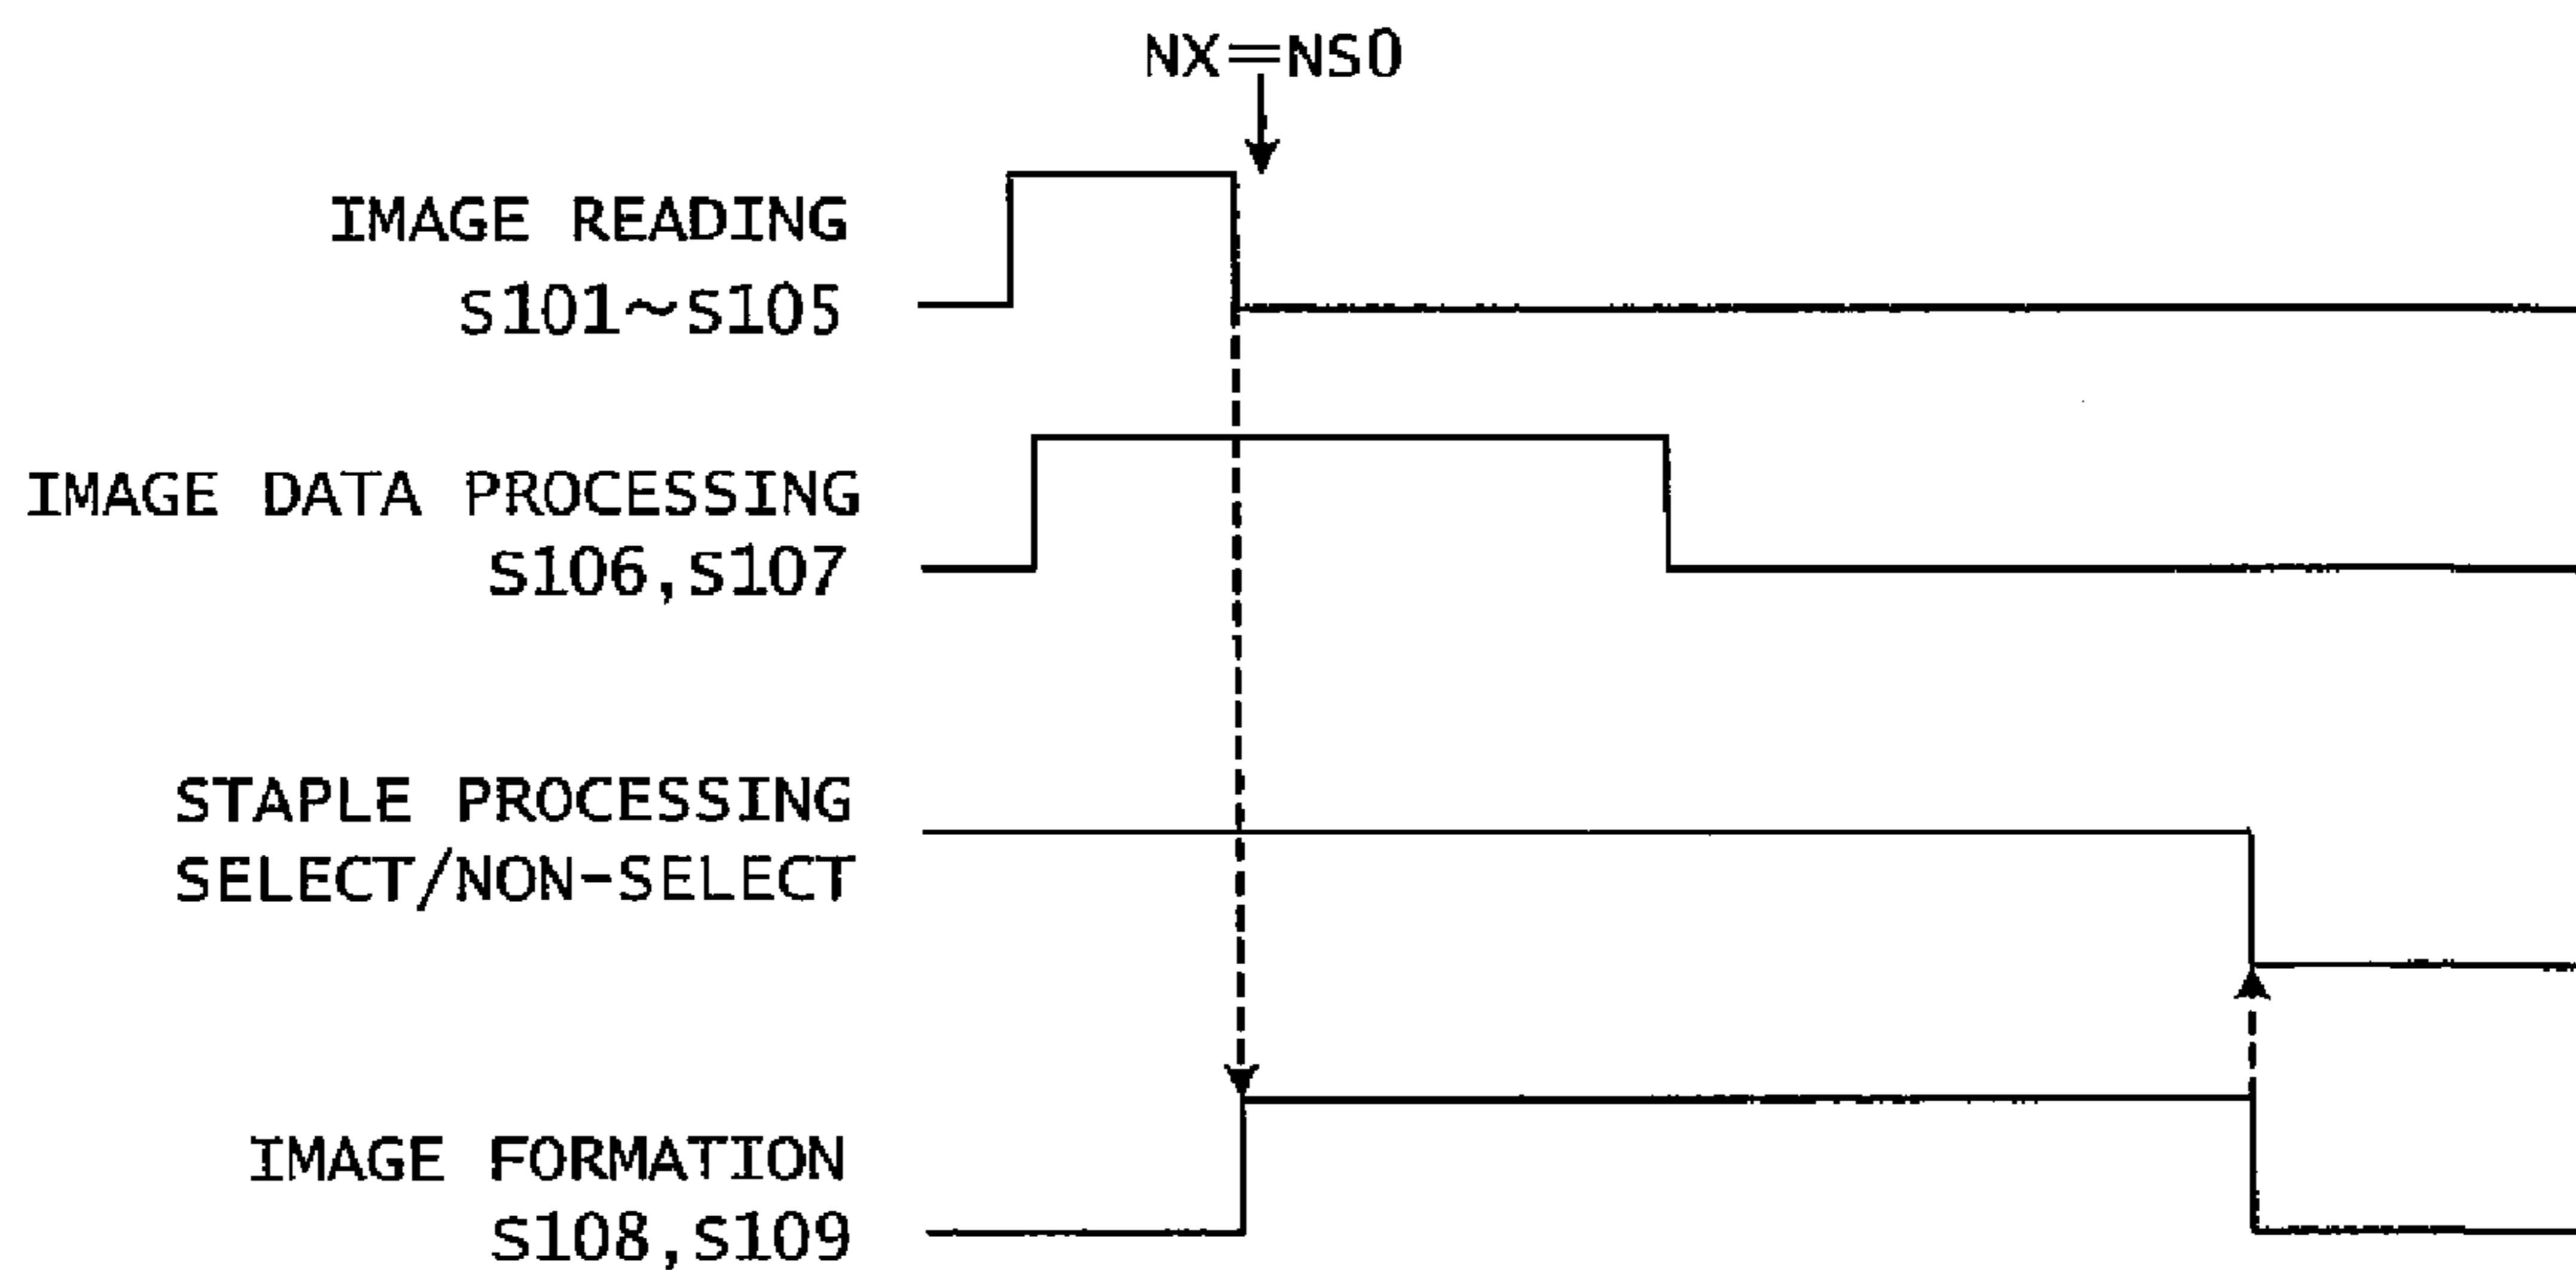 NX=NS0
IMAGE READING
S101~S105
IMAGE DATA PROCESSING
S106,S107
STAPLE PROCESSING
SELECT/NON-SELECT
IMAGE FORMATION
S108,S109